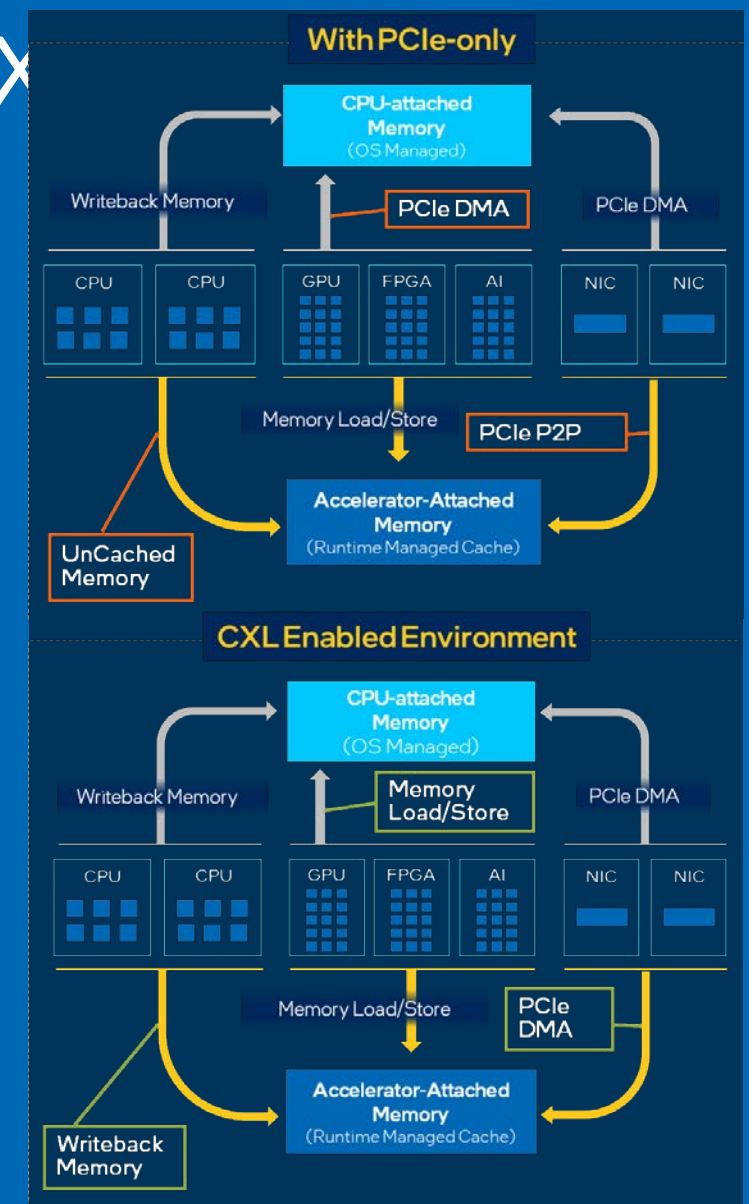 X
With PCIe-only
CPU-attached
Memory
(OS Managed)
Writeback Memory
PCIe DMA
PCIe DMA
CPU
CPU
GPU
FPGA
AI
NIC
NIC
Memory Load/Store
PCIe P2P
UnCached
Memory
Accelerator-Attached
Memory
(Runtime Managed Cache)
CXL Enabled Environment
CPU-attached
Memory
(OS Managed)
Writeback Memory
Memory
Load/Store
PCIe DMA
CPU
CPU
GPU
FPGA
AI
NIC
NIC
Memory Load/Store
PCIe
DMA
Accelerator-Attached
Memory
(Runtime Managed Cache)
Writeback
Memory